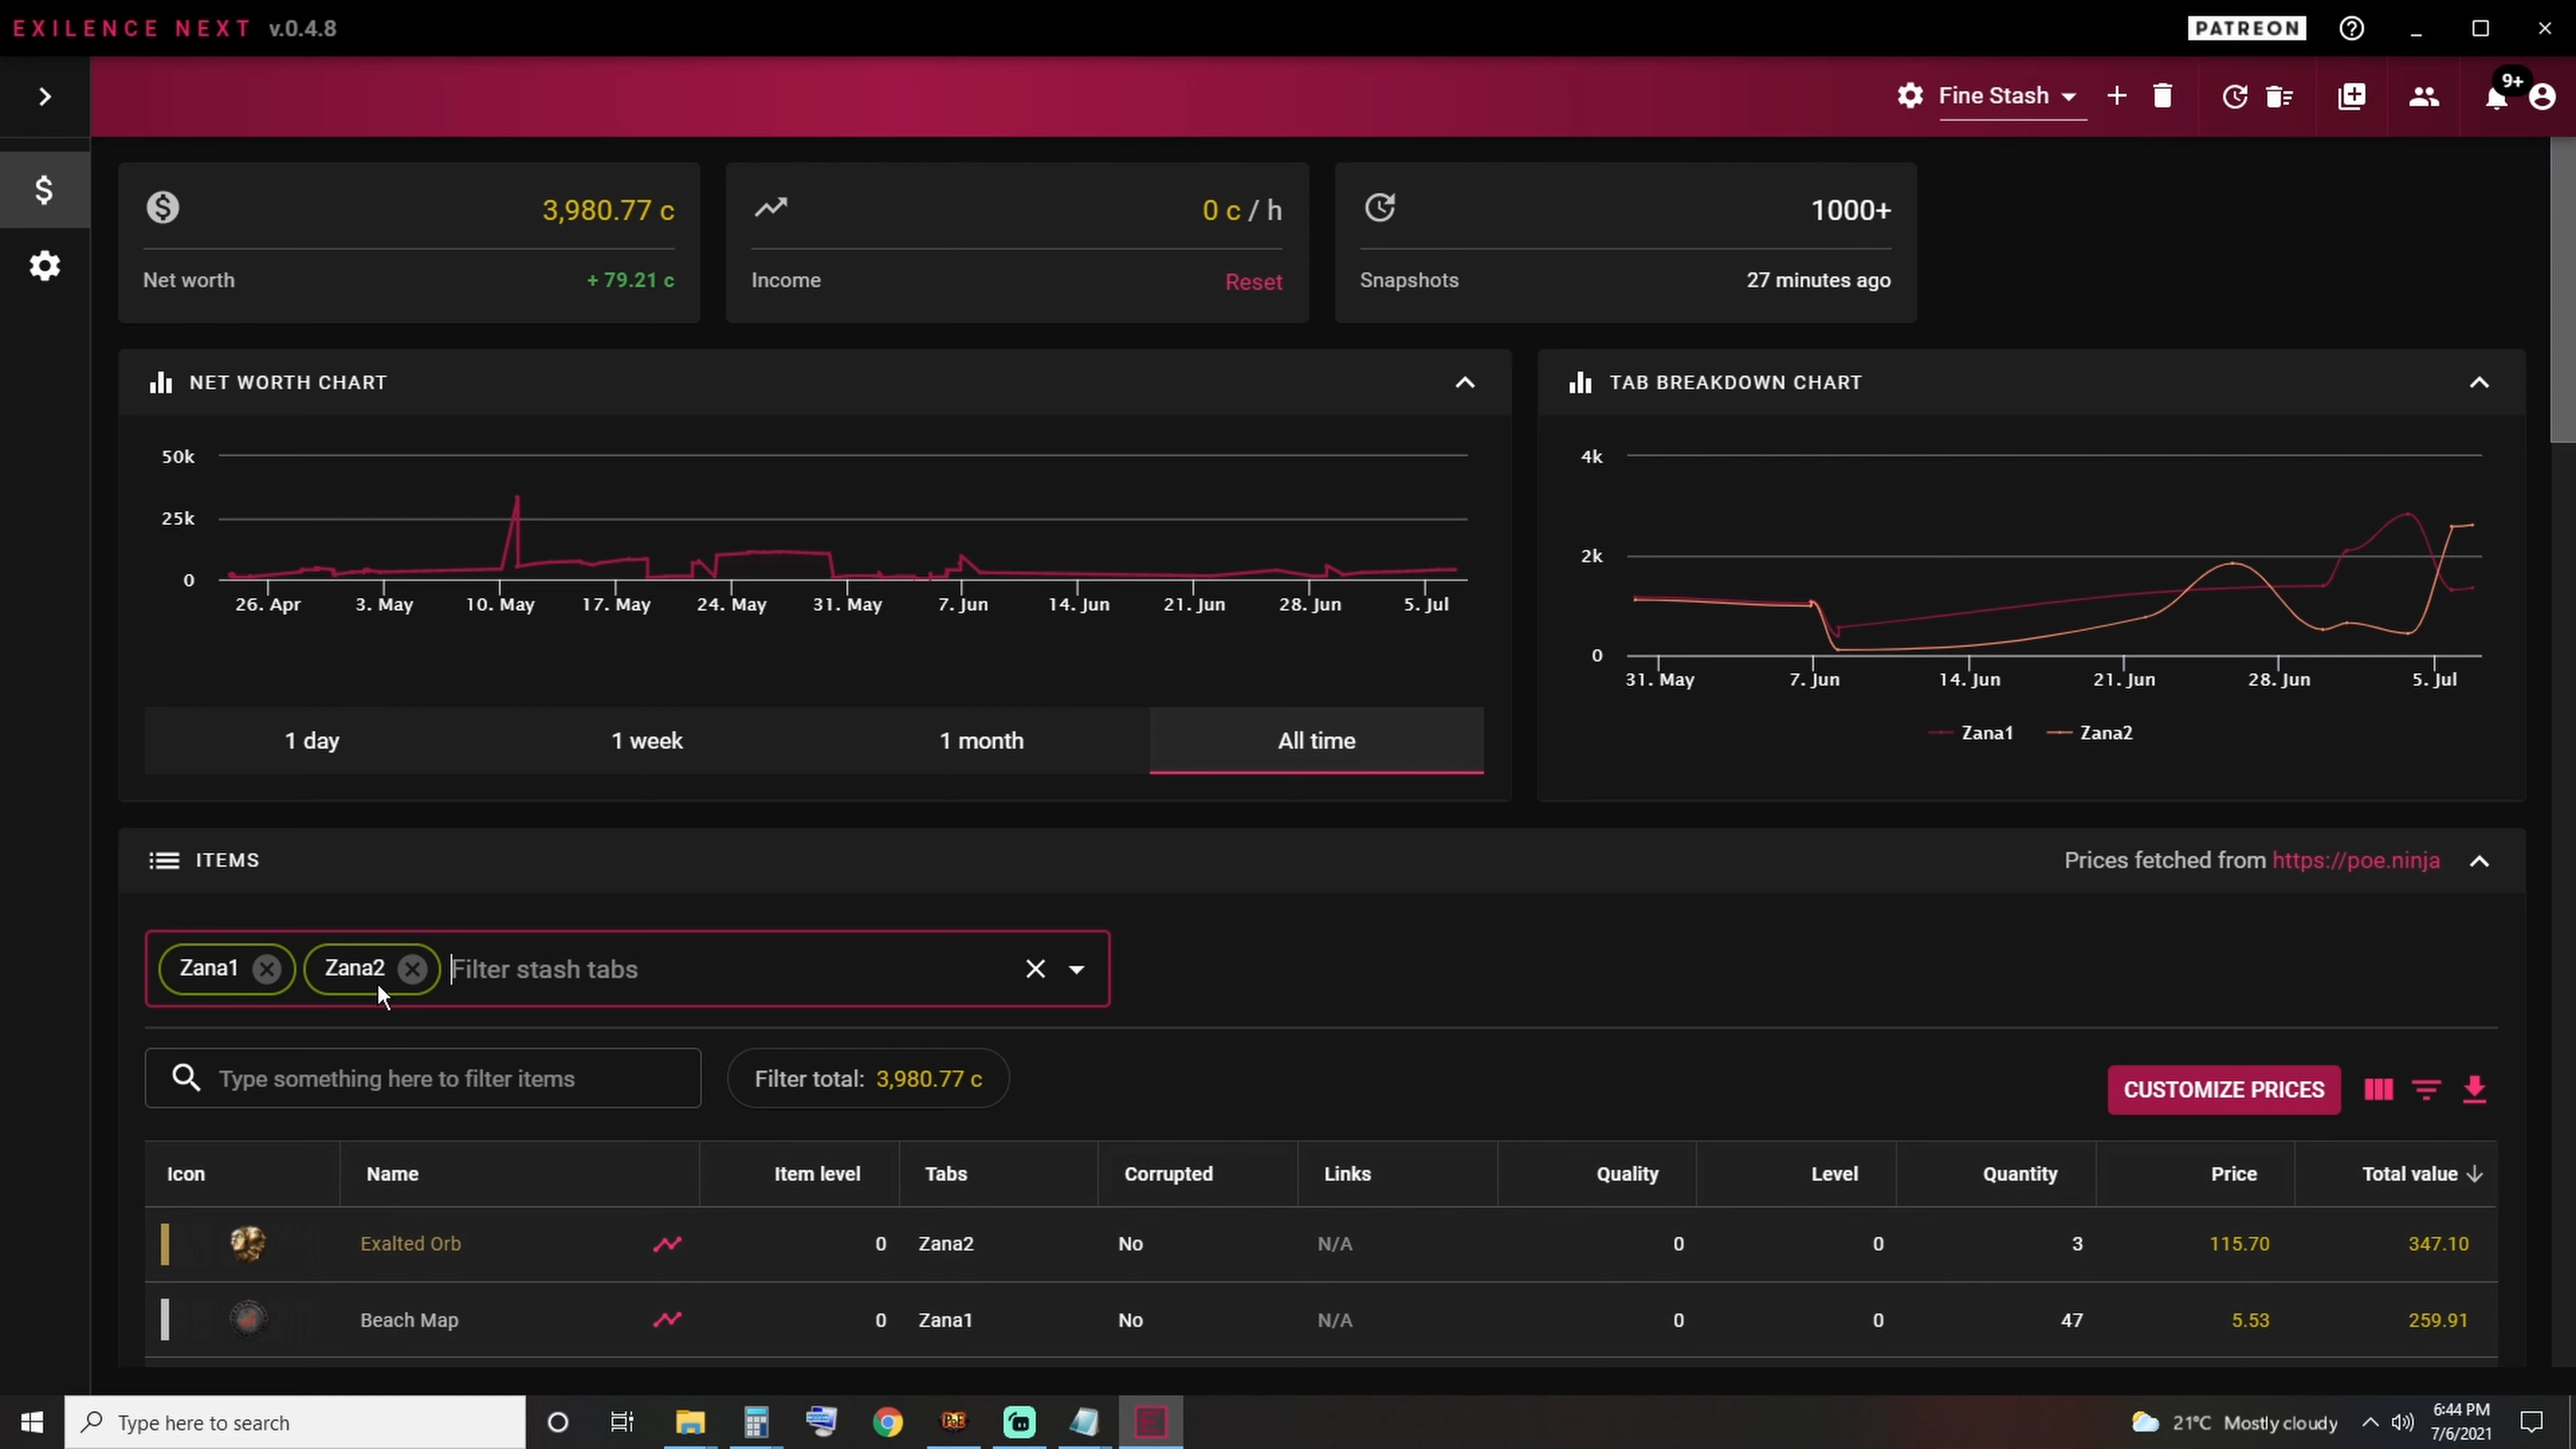 EXILENCE NEXT v.0.4.8
PATREON
Fine Stash
9+
3,980.77 c
Net worth
+ 79.21 c
0 c / h
Income
Reset
1000+
Snapshots
27 minutes ago
NET WORTH CHART
50k
25k
0
26. Apr 3. May 10. May 17. May 24. May 31. May 7. Jun 14. Jun 21. Jun 28. Jun 5. Jul
1 day 1 week 1 month All time
TAB BREAKDOWN CHART
4k
2k
0
31. May 7. Jun 14. Jun 21. Jun 28. Jun 5. Jul
Zana1 Zana2
ITEMS
Prices fetched from https://poe.ninja
Zana1 Zana2 Filter stash tabs
Type something here to filter items
Filter total: 3,980.77 c
CUSTOMIZE PRICES
Icon Name Item level Tabs Corrupted Links Quality Level Quantity Price Total value
Exalted Orb 0 Zana2 No N/A 0 0 3 115.70 347.10
Beach Map 0 Zana1 No N/A 0 0 47 5.53 259.91
Type here to search
PoE
E
21°C Mostly cloudy
6:44 PM
7/6/2021